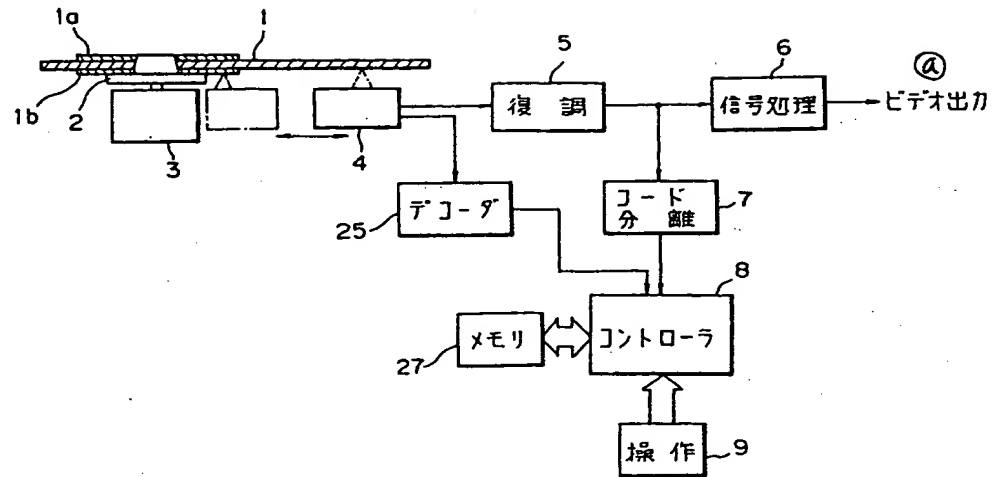 1a
1
1b
2
3
4
5
復調
6
信号処理
ⓐ
ビデオ出力
25
デコーダ
コード
分離
7
8
メモリ
27
コントローラ
操作
9